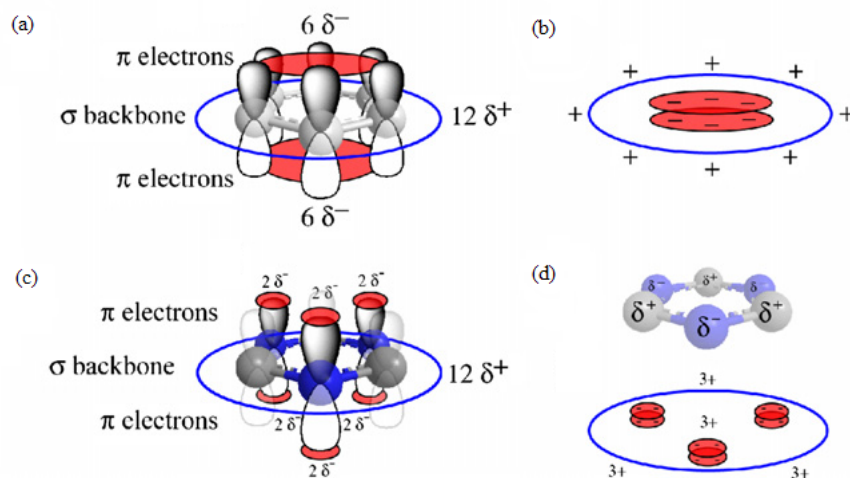 (a)
6 δ–
π electrons
σ backbone
12 δ+
π electrons
6 δ–
(b)
+ + +
– – –
+ +
– – –
+ + +
(c)
2 δ- 2 δ- 2 δ-
π electrons
σ backbone
12 δ+
π electrons
2 δ- 2 δ-
2 δ-
(d)
δ– δ+ δ-
δ+ δ– δ+
3+
3+
3+ 3+